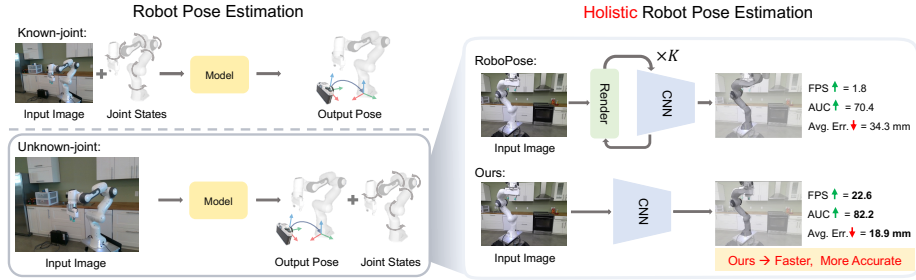 Robot Pose Estimation
Known-joint:
+
Model
Input Image
Joint States
Output Pose
Unknown-joint:
Model
+
Input Image
Output Pose
Joint States
Holistic Robot Pose Estimation
RoboPose:
×K
Render
CNN
Input Image
FPS ↑ = 1.8
AUC ↑ = 70.4
Avg. Err. ↓ = 34.3 mm
Ours:
CNN
Input Image
FPS ↑ = 22.6
AUC ↑ = 82.2
Avg. Err. ↓ = 18.9 mm
Ours → Faster, More Accurate